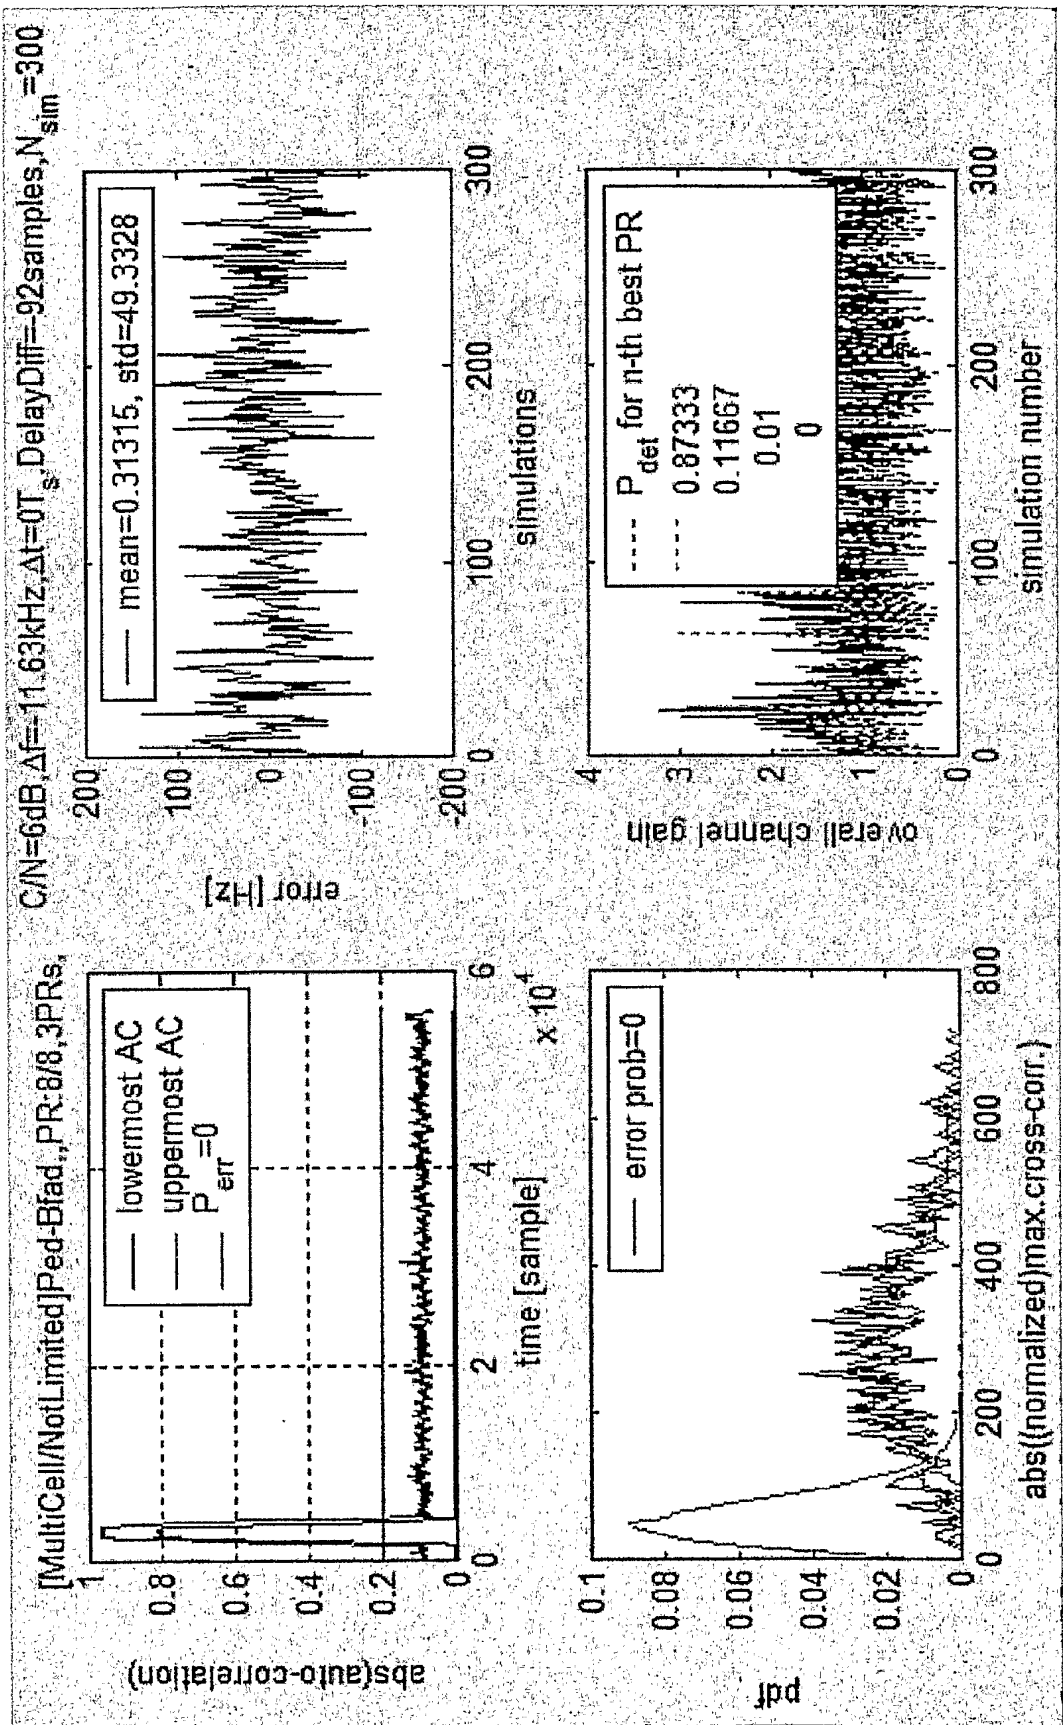 [MultiCell/NotLimited]Ped-Bfad.,PR:8/8,3PRs, C/N=6dB,Δf=-11.63kHz,Δt=0T_s,DelayDiff=-92samples,N_sim=300
abs(auto-correlation)
1
0.8
0.6
0.4
0.2
0
lowermost AC
uppermost AC
P_err=0
0 2 4 6
x 10^4
time [sample]
error [Hz]
200
100
0
-100
-200
mean=0.31315, std=49.3328
0 100 200 300
simulations
pdf
0.1
0.08
0.06
0.04
0.02
0
error prob=0
0 200 400 600 800
abs((normalized)max.cross-corr.)
overall channel gain
4
3
2
1
0
P_det for n-th best PR
0.87333
0.11667
0.01
0
0 100 200 300
simulation number